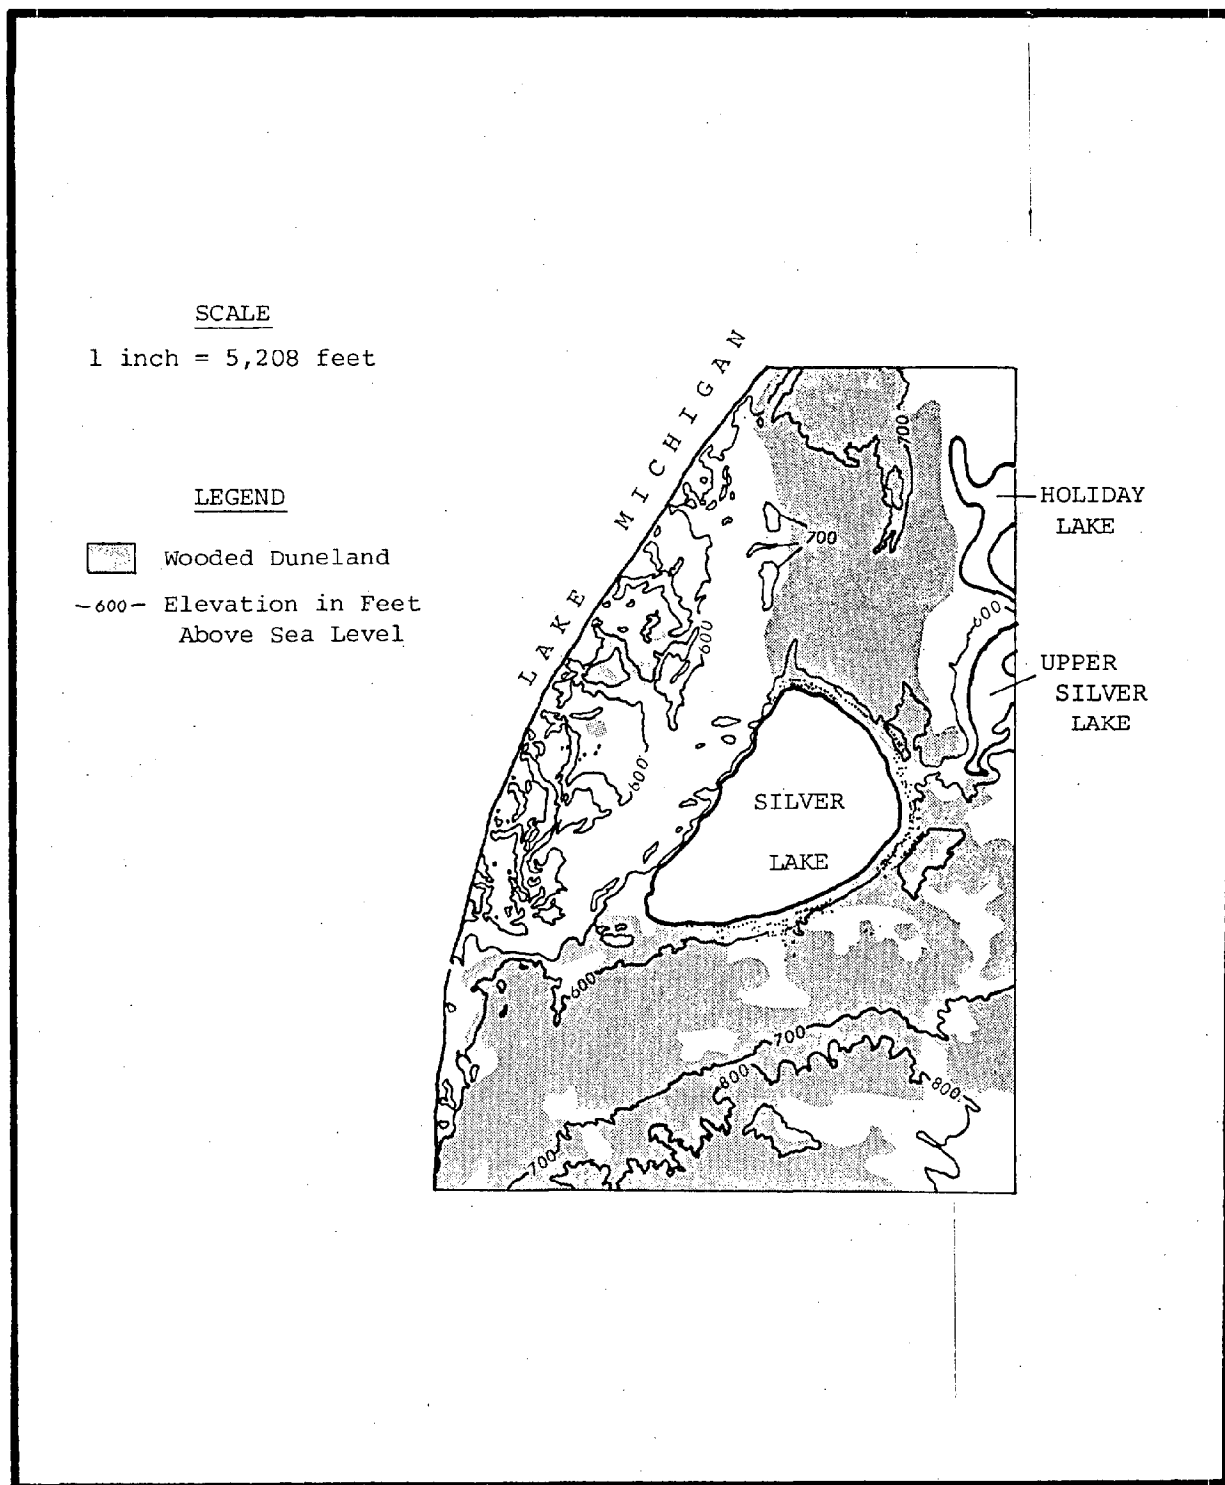 SCALE
1 inch = 5,208 feet
LAKE MICHIGAN
LEGEND
Wooded Duneland
-600- Elevation in Feet
Above Sea Level
700
HOLIDAY
LAKE
700
600
600
UPPER
SILVER
LAKE
600
SILVER
LAKE
600
700
800
800
700